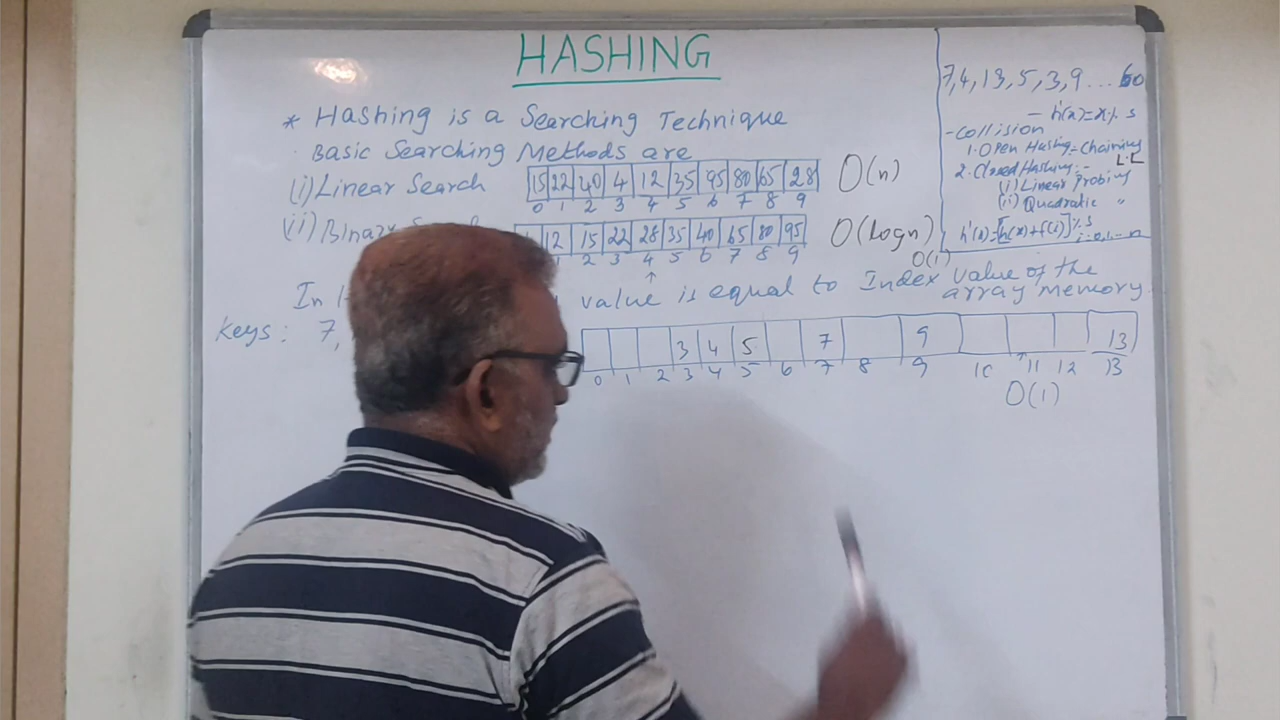 HASHING
* Hashing is a Searching Technique
Basic Searching Methods are
(i) Linear Search 15 22 40 4 12 35 95 80 65 28 O(n)
0 1 2 3 4 5 6 7 8 9
(ii) Binary 12 15 22 28 35 40 65 80 95 O(logn)
1 2 3 4 5 6 7 8 9
↑ O(1)
In value is equal to Index value of the
array memory.
Keys: 7, 3 4 5 7 9 13
0 1 2 3 4 5 6 7 8 9 10 11 12 13
O(1)
7,4,13,5,3,9 ... 60
- h'(x)=x% s
- Collision
1. Open Hashing - Chaining
L.L
2. Closed Hashing :-
(i) Linear Probing
(ii) Quadratic "
h'(x)=[h(x)+f(i)]% s
i=0,1-- n